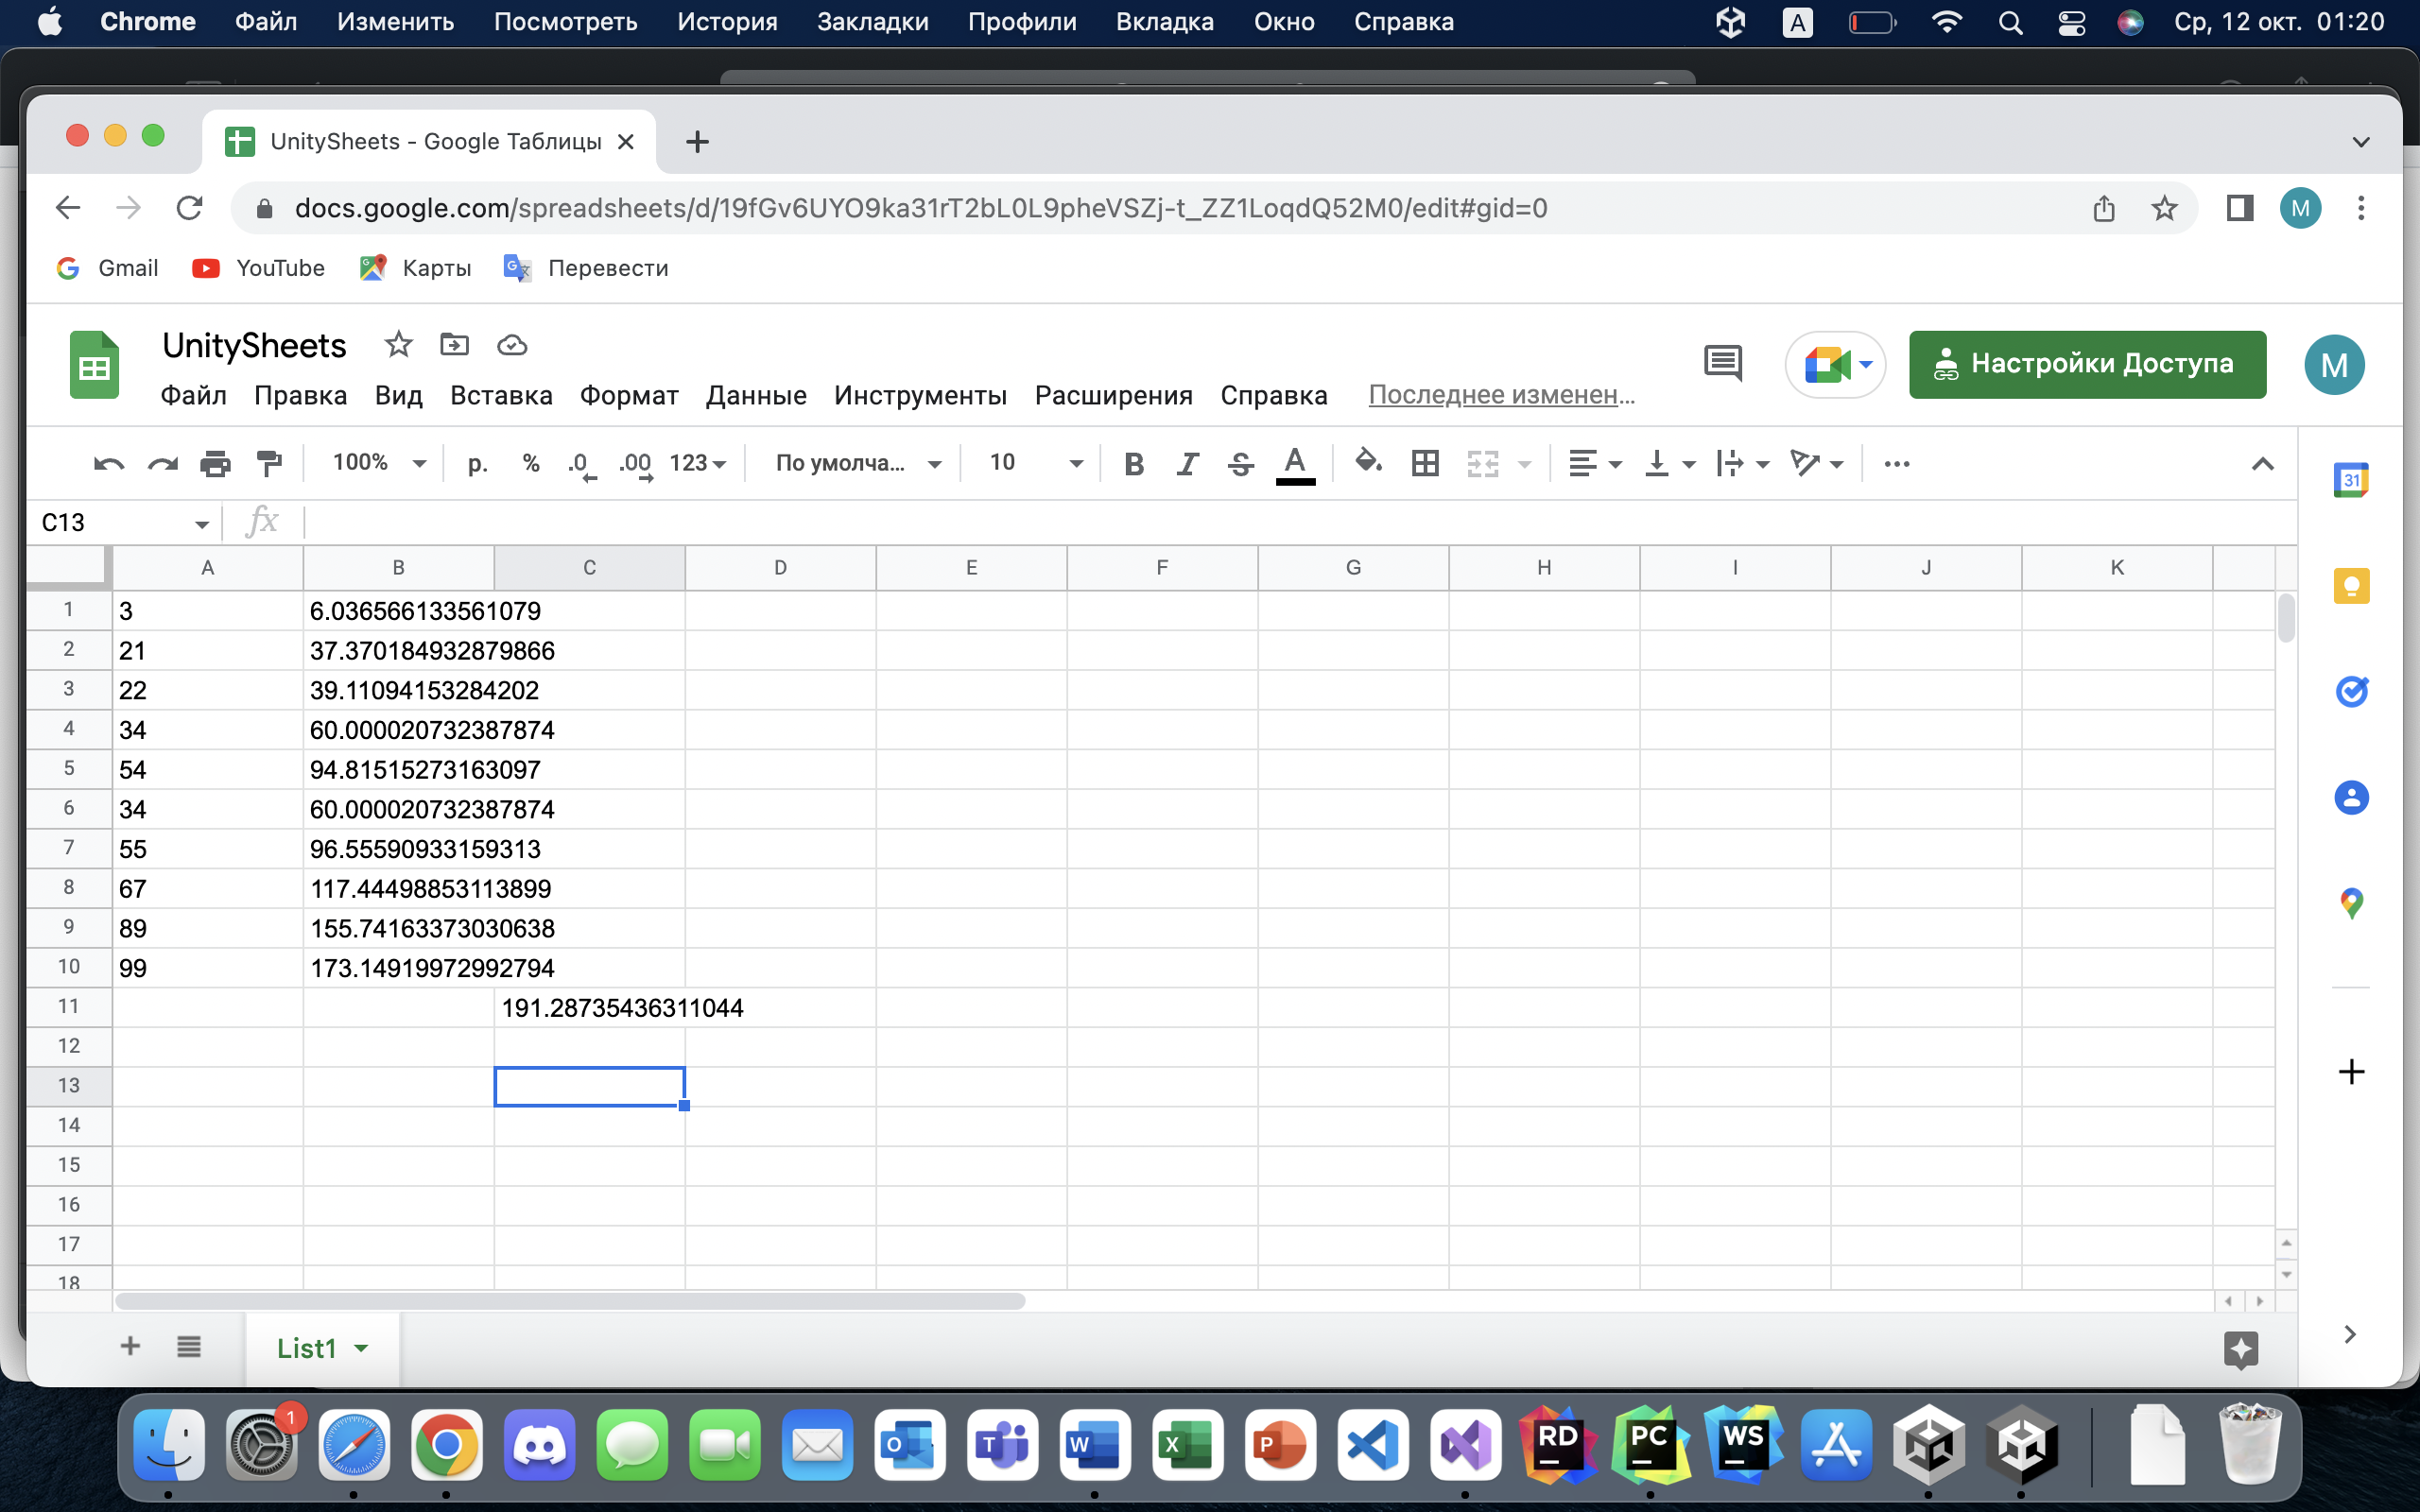 Chrome Файл Изменить Посмотреть История Закладки Профили Вкладка Окно Справка A Ср, 12 окт. 01:20
UnitySheets - Google Таблицы
docs.google.com/spreadsheets/d/19fGv6UYO9ka31rT2bL0L9pheVSZj-t_ZZ1LoqdQ52M0/edit#gid=0 M
Gmail YouTube Карты Перевести
UnitySheets
Настройки Доступа M
Файл Правка Вид Вставка Формат Данные Инструменты Расширения Справка Последнее изменен...
100% р. % .0 .00 123 По умолча... 10 B I S A
31
C13 fx
A B C D E F G H I J K
1 3 6.036566133561079
2 21 37.370184932879866
3 22 39.11094153284202
4 34 60.000020732387874
5 54 94.81515273163097
6 34 60.000020732387874
7 55 96.55590933159313
8 67 117.44498853113899
9 89 155.74163373030638
10 99 173.14919972992794
11 191.28735436311044
12
13
14
15
16
17
18
List1
1
O T W X P RD PC WS